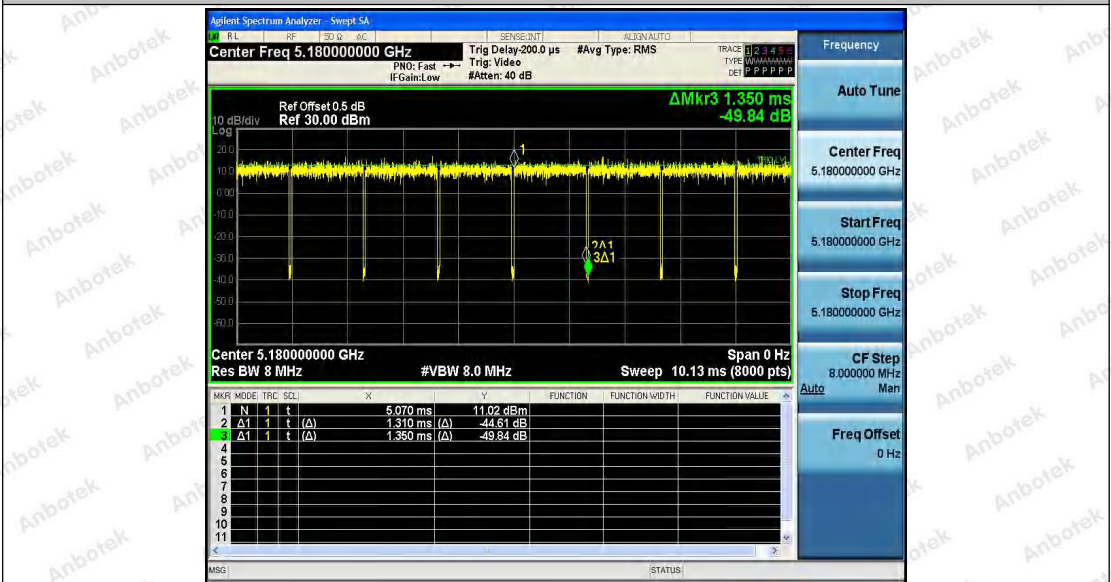 Agilent Spectrum Analyzer - Swept SA
RL RF 50 Ω AC SENSE:INT ALIGNAUTO
Center Freq 5.180000000 GHz
PNO: Fast
IFGain:Low
Trig Delay-200.0 µs
Trig: Video
#Atten: 40 dB
#Avg Type: RMS
TRACE 1 2 3 4 5 6
TYPE
DET P P P P P P
ΔMkr3 1.350 ms
-49.84 dB
Ref Offset 0.5 dB
10 dB/div Ref 30.00 dBm
Log
20.0
10.0
0.00
-10.0
-20.0
-30.0
-40.0
-50.0
-60.0
1
2Δ1
3Δ1
Center 5.180000000 GHz Span 0 Hz
Res BW 8 MHz #VBW 8.0 MHz Sweep 10.13 ms (8000 pts)
MKR MODE TRC SCL X Y FUNCTION FUNCTION WIDTH FUNCTION VALUE
1 N 1 t 5.070 ms 11.02 dBm
2 Δ1 1 t (Δ) 1.310 ms (Δ) -44.61 dB
3 Δ1 1 t (Δ) 1.350 ms (Δ) -49.84 dB
4
5
6
7
8
9
10
11
MSG STATUS
Frequency
Auto Tune
Center Freq
5.180000000 GHz
Start Freq
5.180000000 GHz
Stop Freq
5.180000000 GHz
CF Step
8.000000 MHz
Auto Man
Freq Offset
0 Hz
Anbotek